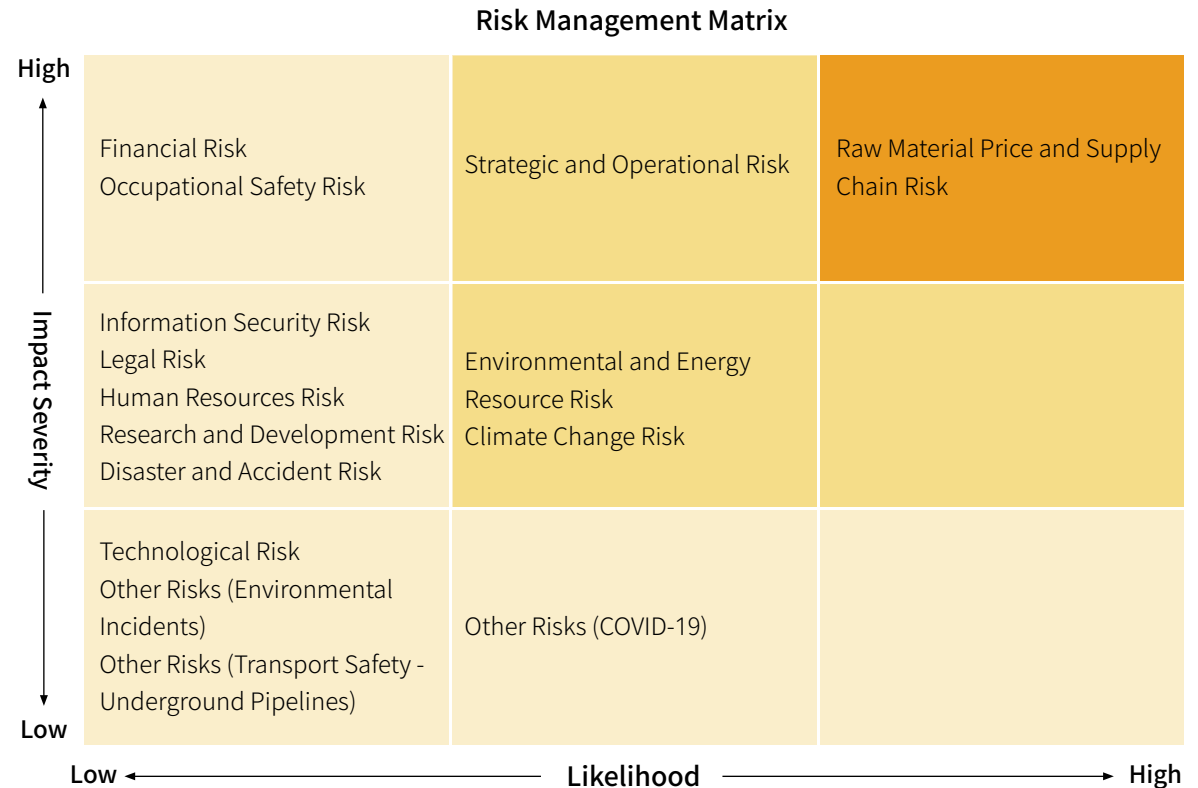 Risk Management Matrix
High
Financial Risk
Occupational Safety Risk
Strategic and Operational Risk
Raw Material Price and Supply
Chain Risk
Impact Severity
Information Security Risk
Legal Risk
Human Resources Risk
Research and Development Risk
Disaster and Accident Risk
Environmental and Energy
Resource Risk
Climate Change Risk
Technological Risk
Other Risks (Environmental
Incidents)
Other Risks (Transport Safety -
Underground Pipelines)
Other Risks (COVID-19)
Low
Low
Likelihood
High